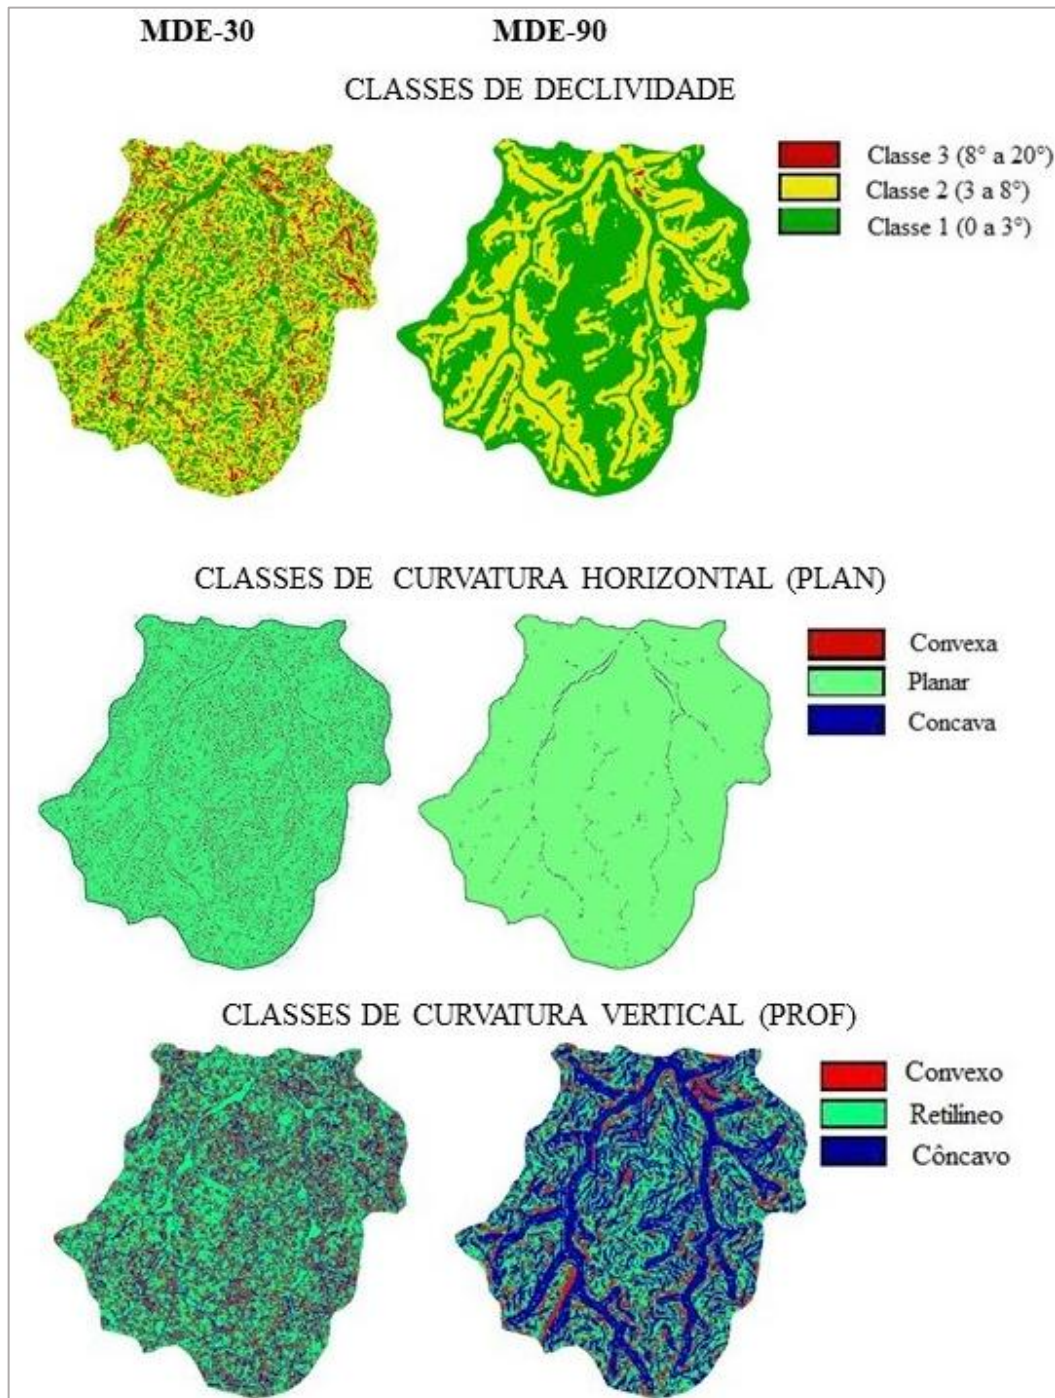 MDE-30 MDE-90
CLASSES DE DECLIVIDADE
Classe 3 (8° a 20°)
Classe 2 (3 a 8°)
Classe 1 (0 a 3°)
CLASSES DE CURVATURA HORIZONTAL (PLAN)
Convexa
Planar
Concava
CLASSES DE CURVATURA VERTICAL (PROF)
Convexo
Retilíneo
Côncavo